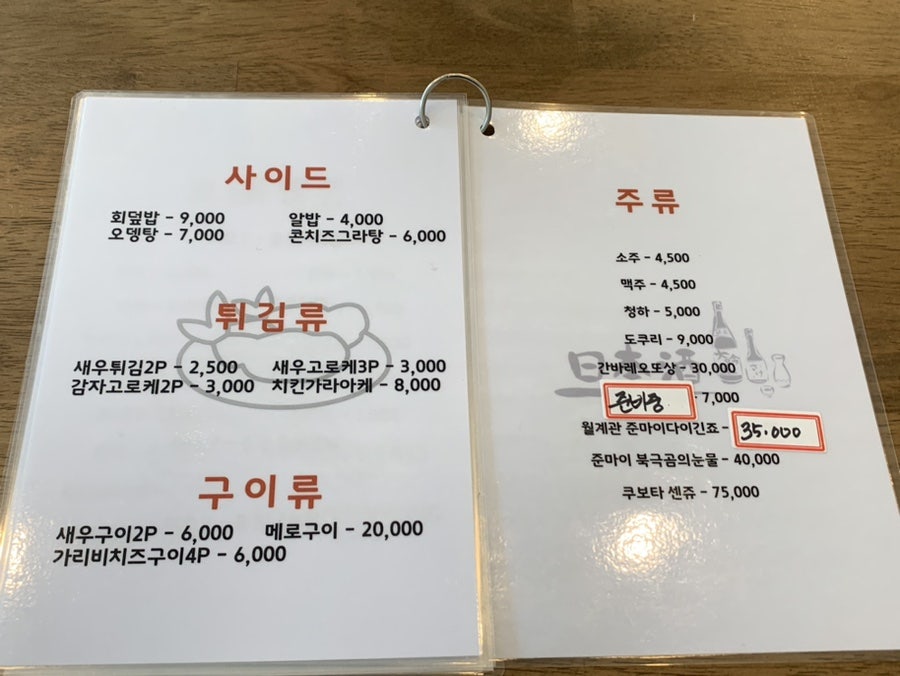 사이드
회덮밥 - 9,000 알밥 - 4,000
오뎅탕 - 7,000 콘치즈그라탕 - 6,000
튀김류
새우튀김2P - 2,500 새우고로케3P - 3,000
감자고로케2P - 3,000 치킨가라아케 - 8,000
구이류
새우구이2P - 6,000 메로구이 - 20,000
가리비치즈구이4P - 6,000
주류
소주 - 4,500
맥주 - 4,500
청하 - 5,000
도쿠리 - 9,000
日本酒
간바레오또상 - 30,000
준비중 - 7,000
월계관 준마이다이긴죠 - 35.000
준마이 북극곰의눈물 - 40,000
쿠보타 센쥬 - 75,000